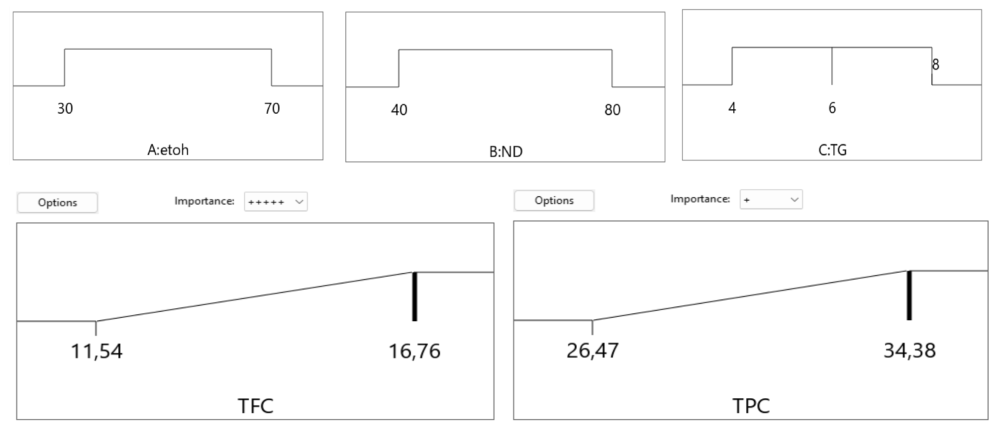 30
70
A:etoh
40
80
B:ND
4
6
8
C:TG
Options
Importance: +++++
11,54
16,76
TFC
Options
Importance: +
26,47
34,38
TPC